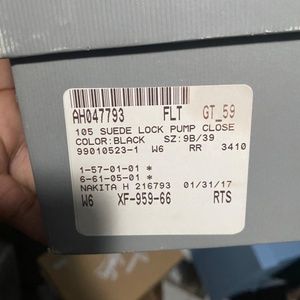 AH047793 FLT GT_59
105 SUEDE LOCK PUMP CLOSE
COLOR:BLACK SZ:9B/39
99010523-1 W6 RR 3410
1-57-01-01 *
6-61-05-01 *
NAKITA H 216793 01/31/17
W6 XF-959-66 RTS